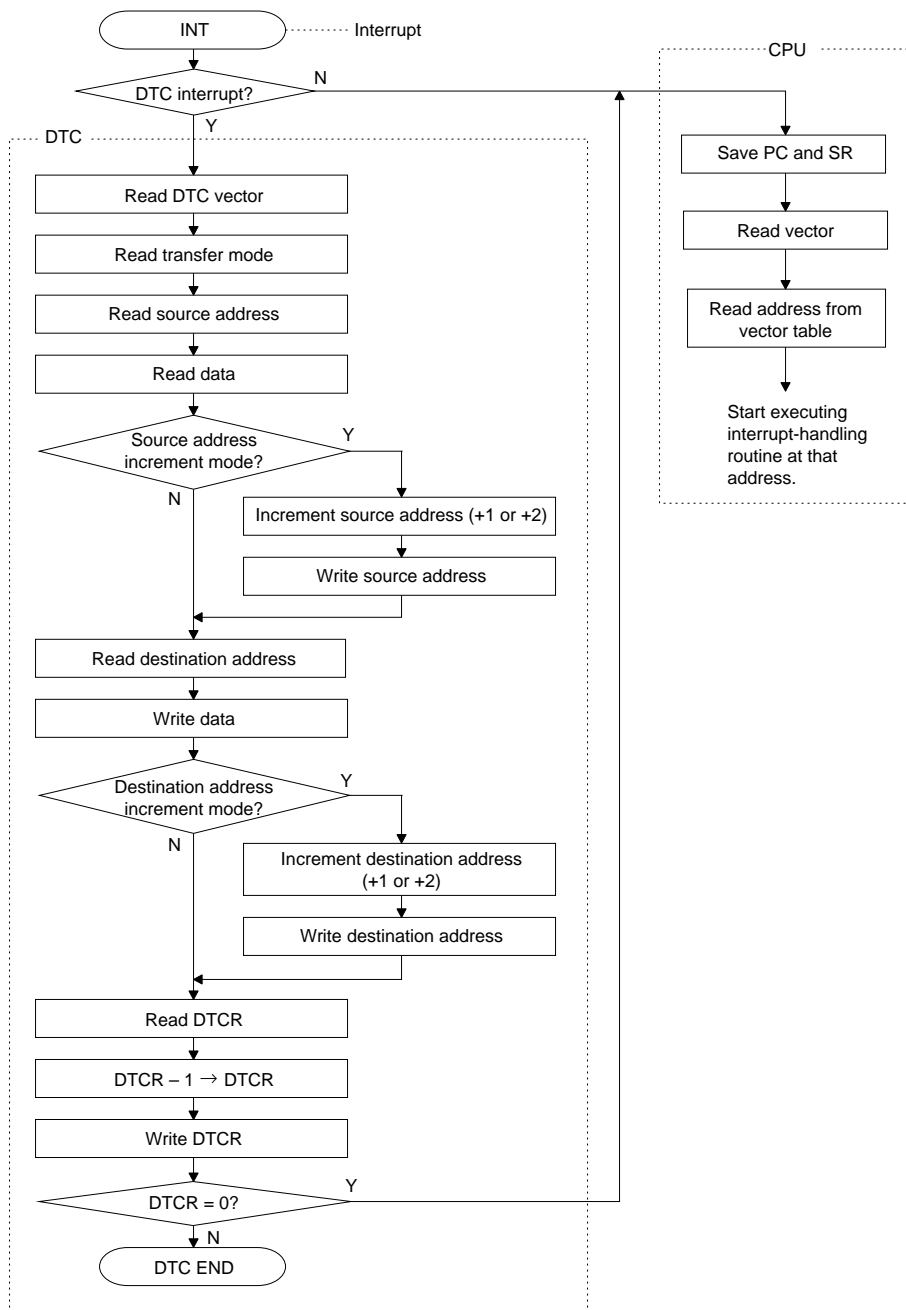 INT
Interrupt
CPU
DTC interrupt?
N
Y
DTC
Save PC and SR
Read DTC vector
Read vector
Read transfer mode
Read address from
vector table
Read source address
Read data
Start executing
interrupt-handling
routine at that
address.
Source address
increment mode?
Y
N
Increment source address (+1 or +2)
Write source address
Read destination address
Write data
Destination address
increment mode?
Y
N
Increment destination address
(+1 or +2)
Write destination address
Read DTCR
DTCR – 1 → DTCR
Write DTCR
DTCR = 0?
Y
N
DTC END